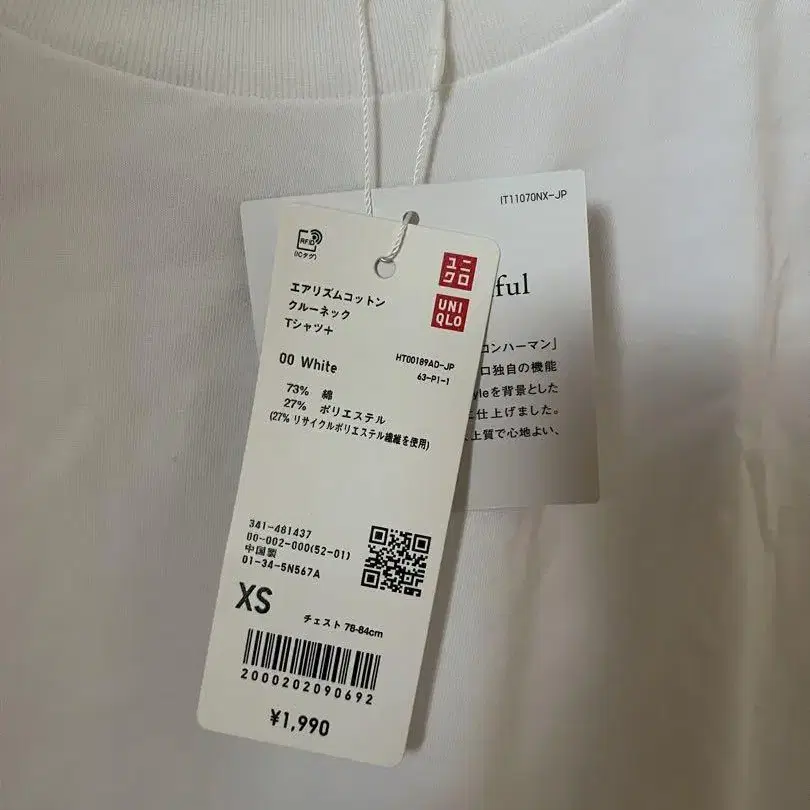 RFID
(ICタグ)
ユニ
クロ
UNI
QLO
エアリズムコットン
クルーネック
Tシャツ+
00 White
HT00189AD-JP
63-P1-1
73% 綿
27% ポリエステル
(27% リサイクルポリエステル繊維を使用)
341-481437
00-002-000(52-01)
中国製
01-34-5N567A
XS
チェスト 78-84cm
2000202090692
¥1,990
IT11070NX-JP
ful
コンハーマン」
ロ独自の機能
yleを背景とした
に仕上げました。
上質で心地よい、